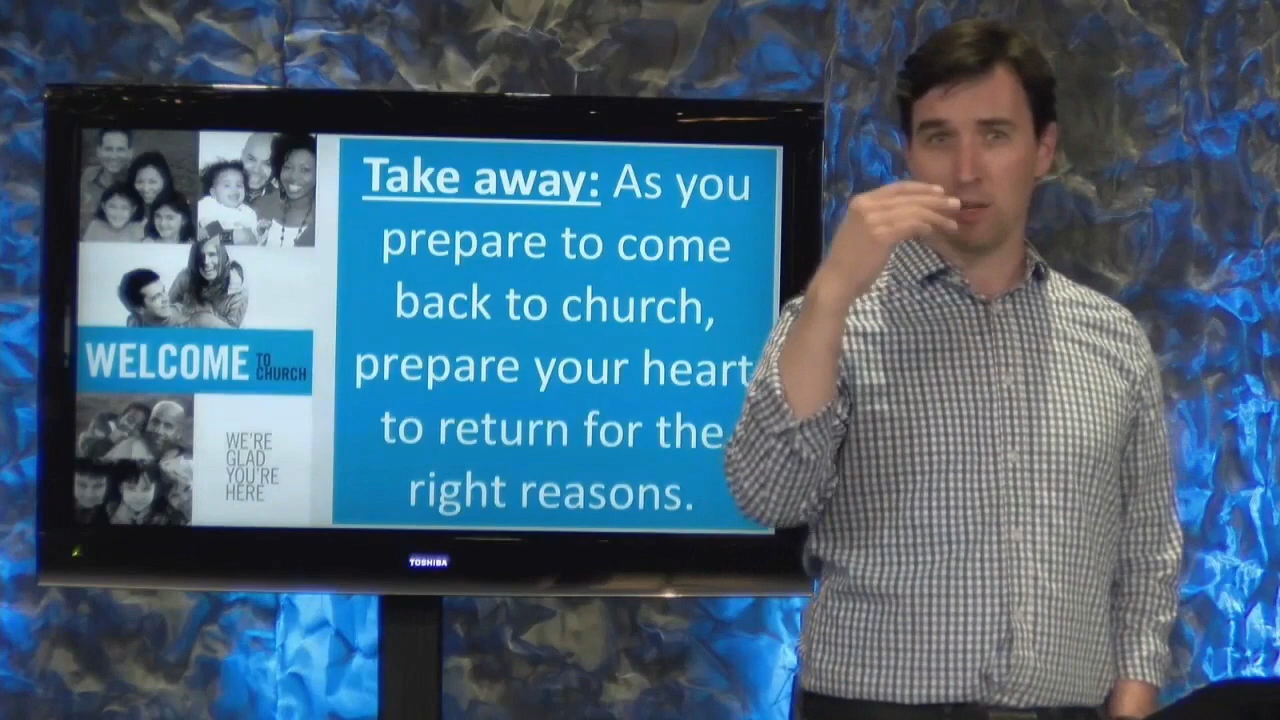 Take away: As you
prepare to come
back to church,
prepare your heart
to return for the
right reasons.
WELCOME TO CHURCH
WE'RE
GLAD
YOU'RE
HERE
TOSHIBA